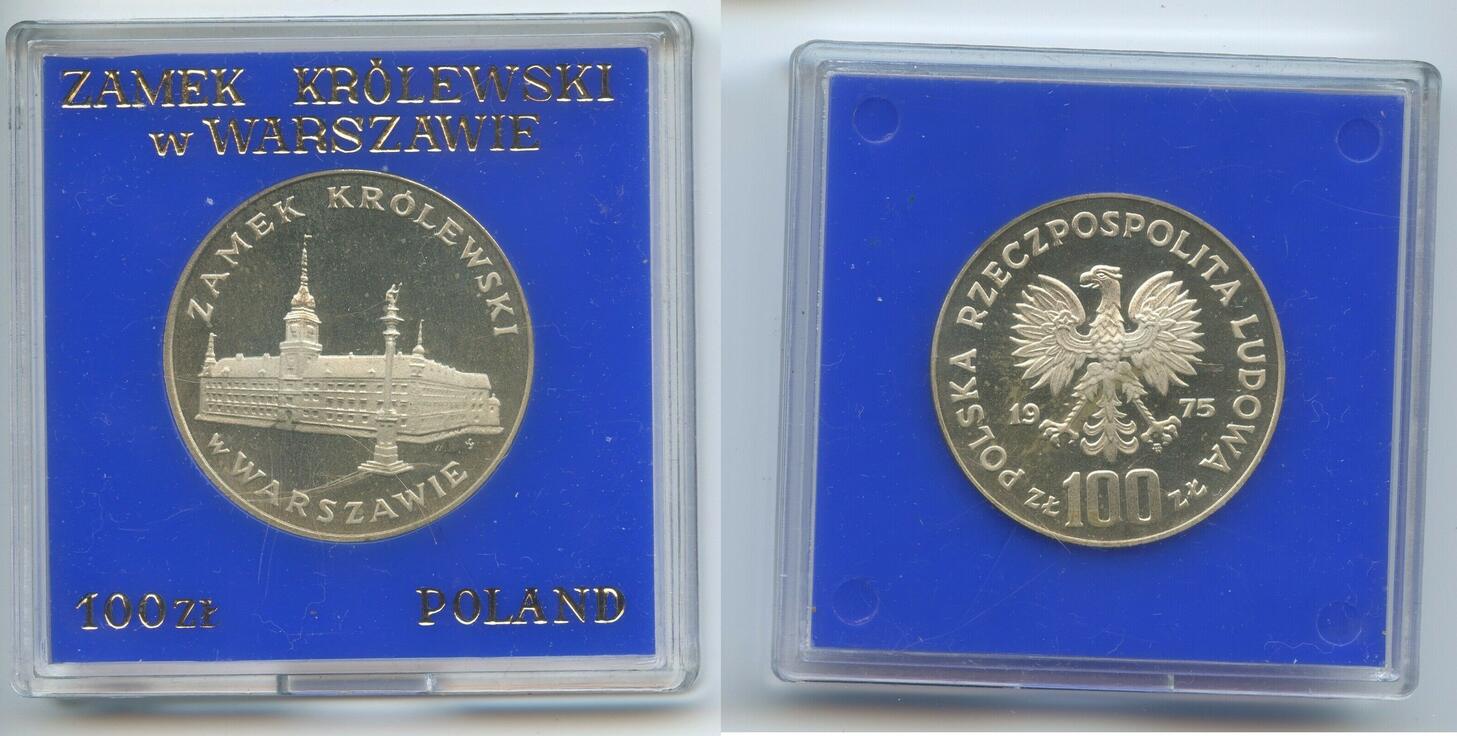 ZAMEK KRÓLEWSKI
w WARSZAWIE
ZAMEK KRÓLEWSKI
w WARSZAWIE
100 zł
POLAND
POLSKA RZECZPOSPOLITA LUDOWA
19 75
ZŁ 100 ZŁ